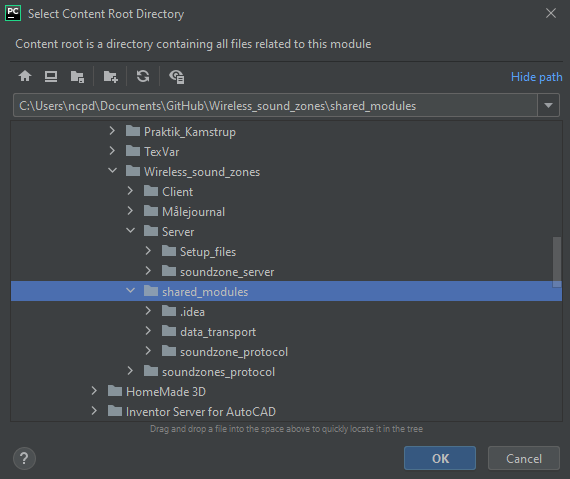 PC Select Content Root Directory
Content root is a directory containing all files related to this module
Hide path
C:\Users\ncpd\Documents\GitHub\Wireless_sound_zones\shared_modules
Praktik_Kamstrup
TexVar
Wireless_sound_zones
Client
Målejournal
Server
Setup_files
soundzone_server
shared_modules
.idea
data_transport
soundzone_protocol
soundzones_protocol
HomeMade 3D
Inventor Server for AutoCAD
Drag and drop a file into the space above to quickly locate it in the tree
? OK Cancel